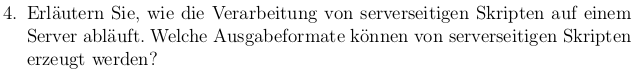 4. Erläutern Sie, wie die Verarbeitung von serverseitigen Skripten auf einem
Server abläuft. Welche Ausgabeformate können von serverseitigen Skripten
erzeugt werden?